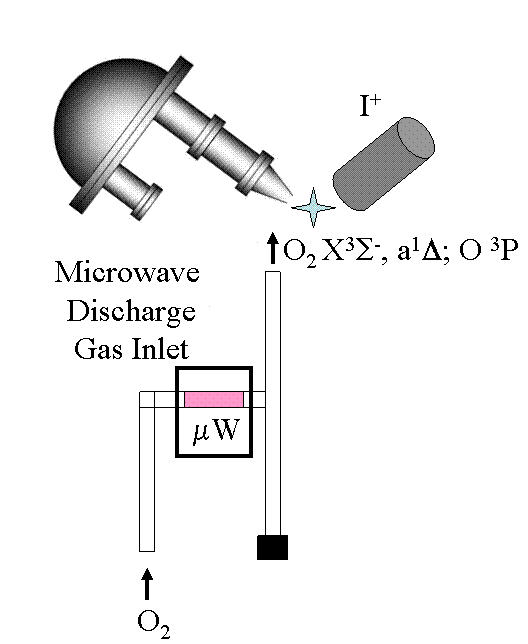 I⁺
O₂ X³Σ⁻, a¹Δ; O ³P
Microwave
Discharge
Gas Inlet
μW
O₂